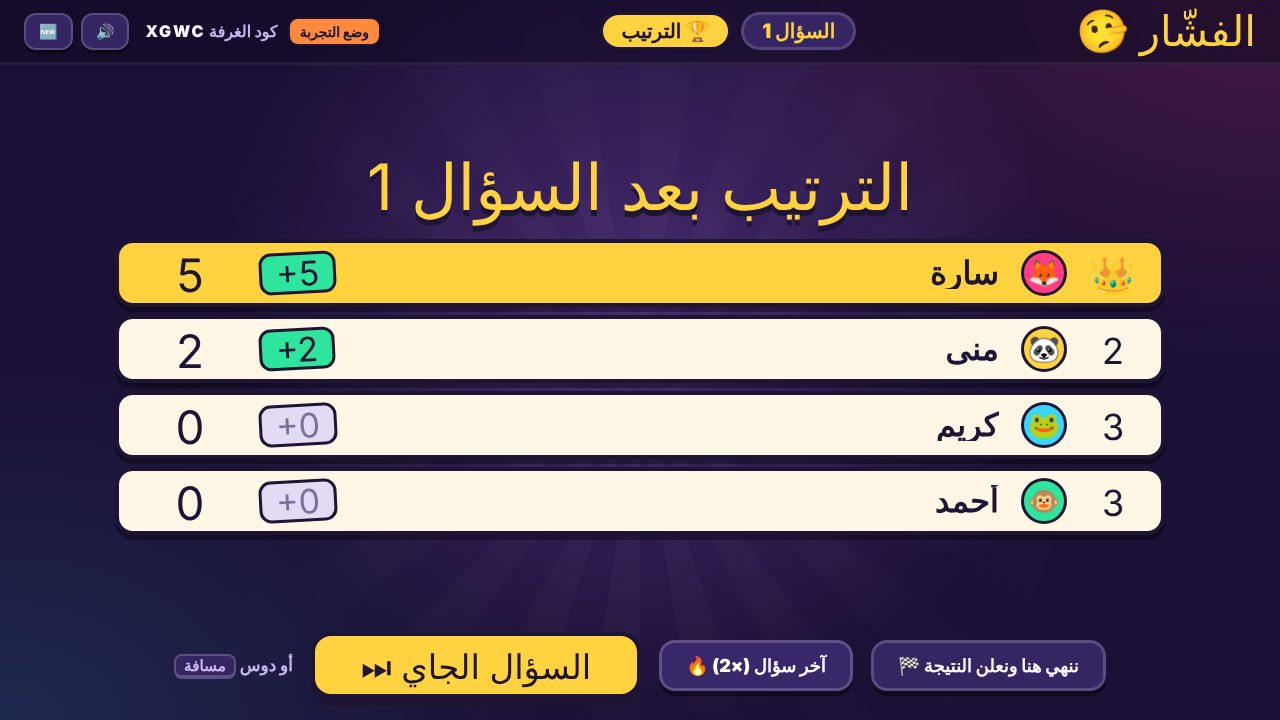 الفشّار
السؤال 1
🏆 الترتيب
وضع التجربة
كود الغرفة XGWC
الترتيب بعد السؤال 1
سارة +5 5
2 منى +2 2
3 كريم +0 0
3 أحمد +0 0
ننهي هنا ونعلن النتيجة 🏁
آخر سؤال (×2) 🔥
السؤال الجاي ⏭
أو دوس مسافة